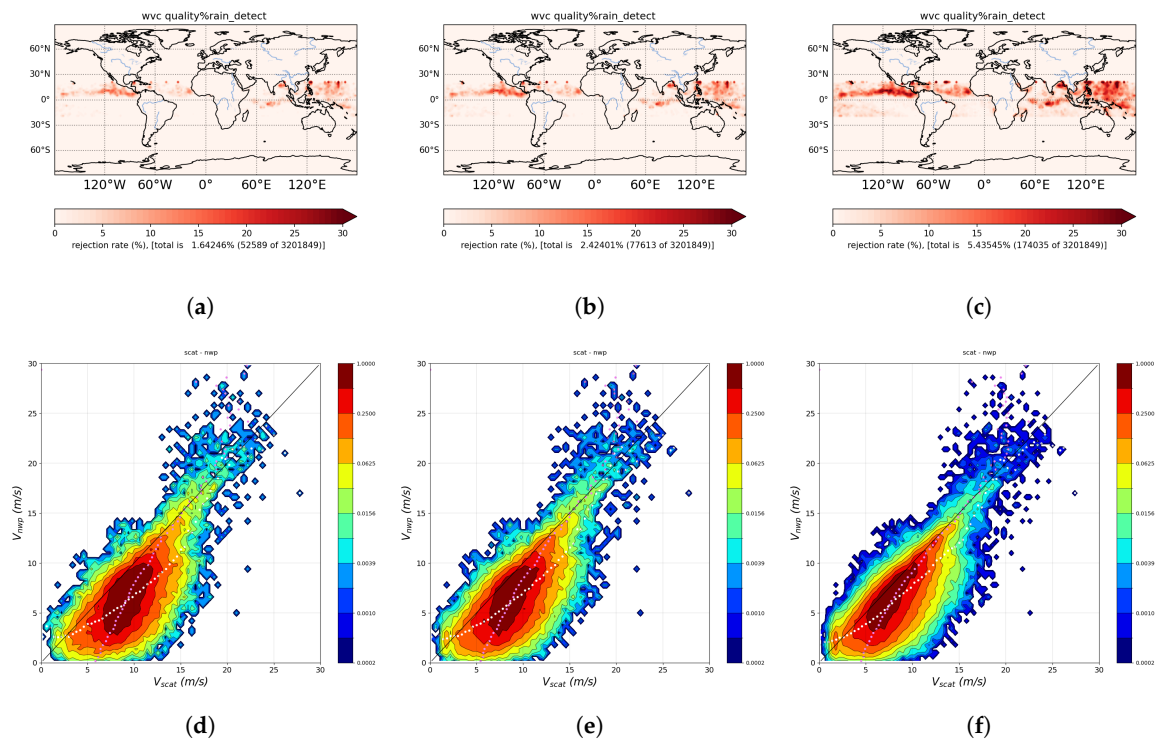 wvc quality%rain_detect
60°N
30°N
0°
30°S
60°S
120°W 60°W 0° 60°E 120°E
0 5 10 15 20 25 30
rejection rate (%), [total is 1.64246% (52589 of 3201849)]
(a)
wvc quality%rain_detect
60°N
30°N
0°
30°S
60°S
120°W 60°W 0° 60°E 120°E
0 5 10 15 20 25 30
rejection rate (%), [total is 2.42401% (77613 of 3201849)]
(b)
wvc quality%rain_detect
60°N
30°N
0°
30°S
60°S
120°W 60°W 0° 60°E 120°E
0 5 10 15 20 25 30
rejection rate (%), [total is 5.43545% (174035 of 3201849)]
(c)
scat - nwp
30
25
20
15
10
5
0
V_nwp (m/s)
0 5 10 15 20 25 30
V_scat (m/s)
1.0000
0.2500
0.0625
0.0156
0.0039
0.0010
0.0002
(d)
scat - nwp
30
25
20
15
10
5
0
V_nwp (m/s)
0 5 10 15 20 25 30
V_scat (m/s)
1.0000
0.2500
0.0625
0.0156
0.0039
0.0010
0.0002
(e)
scat - nwp
30
25
20
15
10
5
0
V_nwp (m/s)
0 5 10 15 20 25 30
V_scat (m/s)
1.0000
0.2500
0.0625
0.0156
0.0039
0.0010
0.0002
(f)